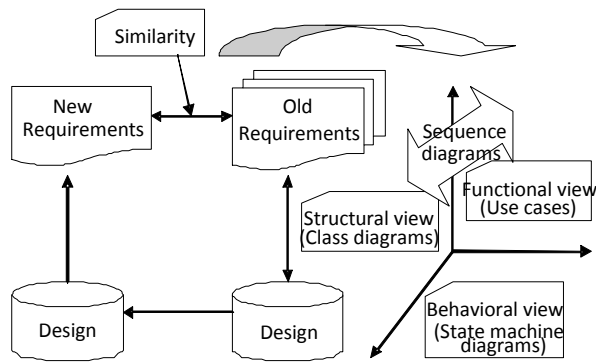 Similarity
New
Requirements
Old
Requirements
Sequence
diagrams
Functional view
(Use cases)
Structural view
(Class diagrams)
Design
Design
Behavioral view
(State machine
diagrams)